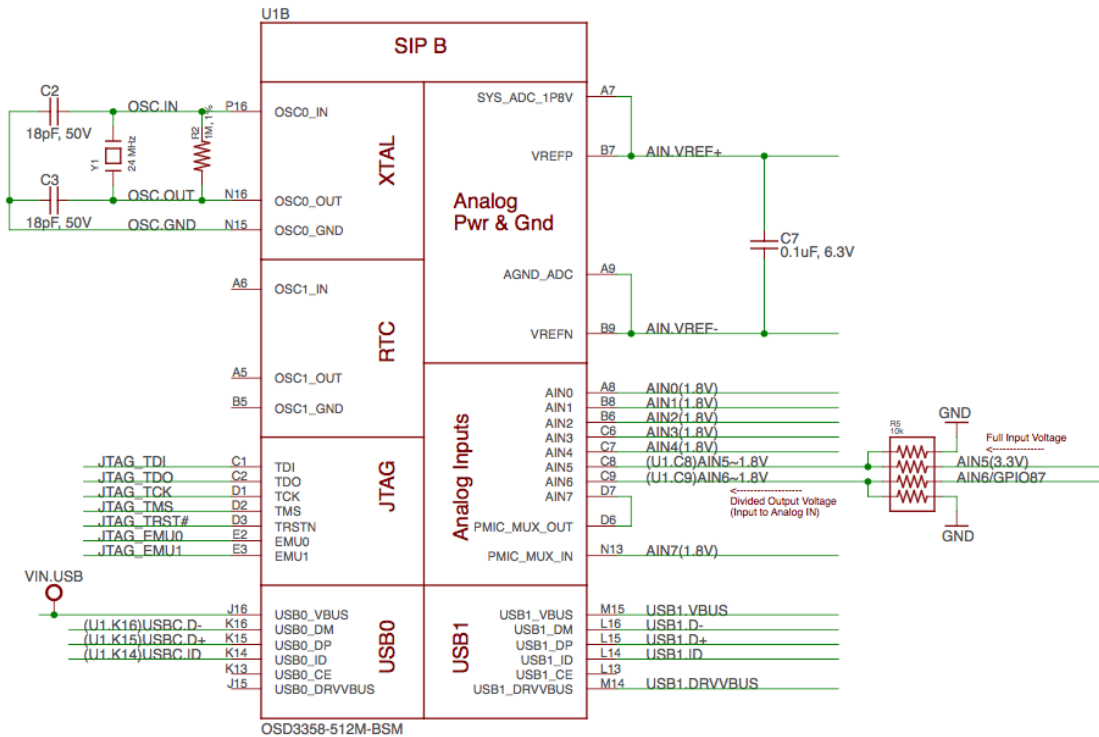 U1B
SIP B
C2
18pF, 50V
OSC.IN
P16
OSC0_IN
Y1
24 MHz
R2
1M, 1%
C3
18pF, 50V
OSC.OUT
N16
OSC0_OUT
OSC.GND
N15
OSC0_GND
XTAL
A6
OSC1_IN
RTC
A5
OSC1_OUT
B5
OSC1_GND
JTAG_TDI
C1
TDI
JTAG_TDO
C2
TDO
JTAG_TCK
D1
TCK
JTAG_TMS
D2
TMS
JTAG_TRST#
D3
TRSTN
JTAG_EMU0
E2
EMU0
JTAG_EMU1
E3
EMU1
JTAG
VIN.USB
J16
USB0_VBUS
(U1.K16)USBC.D-
K16
USB0_DM
(U1.K15)USBC.D+
K15
USB0_DP
(U1.K14)USBC.ID
K14
USB0_ID
K13
USB0_CE
J15
USB0_DRVVBUS
USB0
SYS_ADC_1P8V
A7
VREFP
B7
AIN.VREF+
Analog
Pwr & Gnd
C7
0.1uF, 6.3V
AGND_ADC
A9
VREFN
B9
AIN.VREF-
Analog Inputs
AIN0
A8
AIN0(1.8V)
AIN1
B8
AIN1(1.8V)
AIN2
B6
AIN2(1.8V)
AIN3
C6
AIN3(1.8V)
AIN4
C7
AIN4(1.8V)
AIN5
C8
(U1.C8)AIN5~1.8V
AIN6
C9
(U1.C9)AIN6~1.8V
AIN7
D7
PMIC_MUX_OUT
D6
PMIC_MUX_IN
N13
AIN7(1.8V)
<---------------------
Divided Output Voltage
(Input to Analog IN)
R5
10k
GND
Full Input Voltage
<----------------
AIN5(3.3V)
AIN6/GPIO87
GND
USB1
USB1_VBUS
M15
USB1.VBUS
USB1_DM
L16
USB1.D-
USB1_DP
L15
USB1.D+
USB1_ID
L14
USB1.ID
USB1_CE
L13
USB1_DRVVBUS
M14
USB1.DRVVBUS
OSD3358-512M-BSM